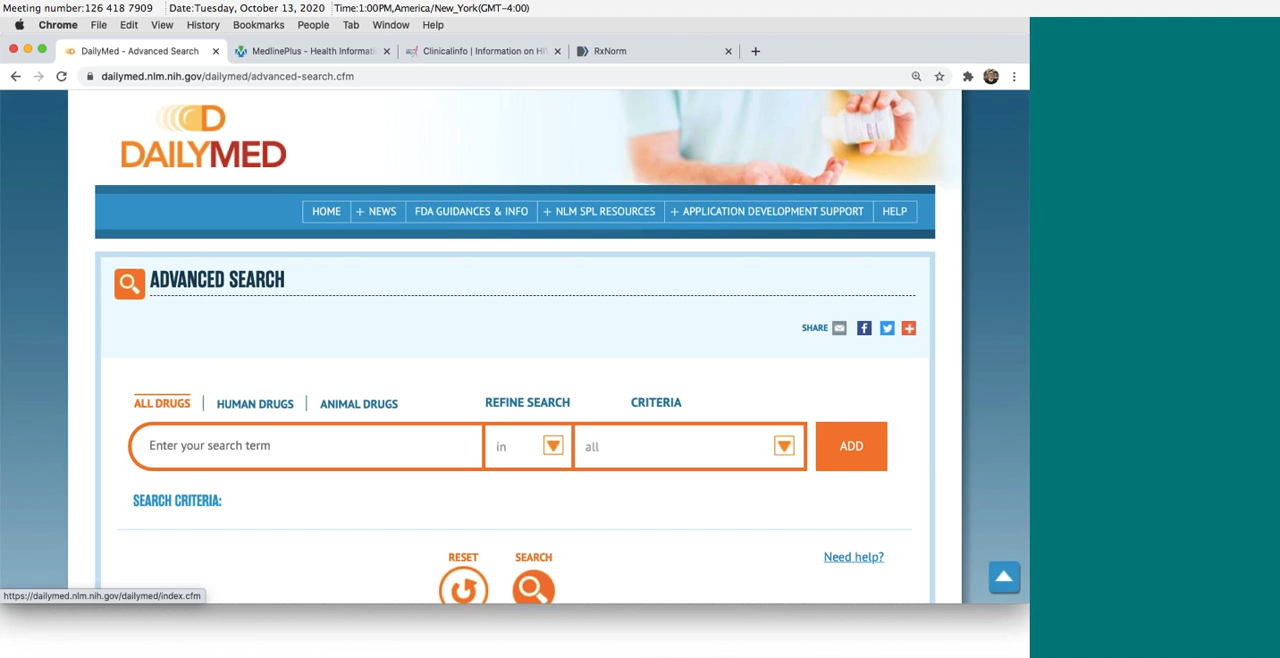 Meeting number:126 418 7909 Date:Tuesday, October 13, 2020 Time:1:00PM,America/New_York(GMT-4:00)
Chrome File Edit View History Bookmarks People Tab Window Help
DailyMed - Advanced Search MedlinePlus - Health Informati Clinicalinfo | Information on HI RxNorm
dailymed.nlm.nih.gov/dailymed/advanced-search.cfm
DAILYMED
HOME + NEWS FDA GUIDANCES & INFO + NLM SPL RESOURCES + APPLICATION DEVELOPMENT SUPPORT HELP
ADVANCED SEARCH
SHARE
ALL DRUGS HUMAN DRUGS ANIMAL DRUGS REFINE SEARCH CRITERIA
Enter your search term in all ADD
SEARCH CRITERIA:
RESET SEARCH Need help?
https://dailymed.nlm.nih.gov/dailymed/index.cfm